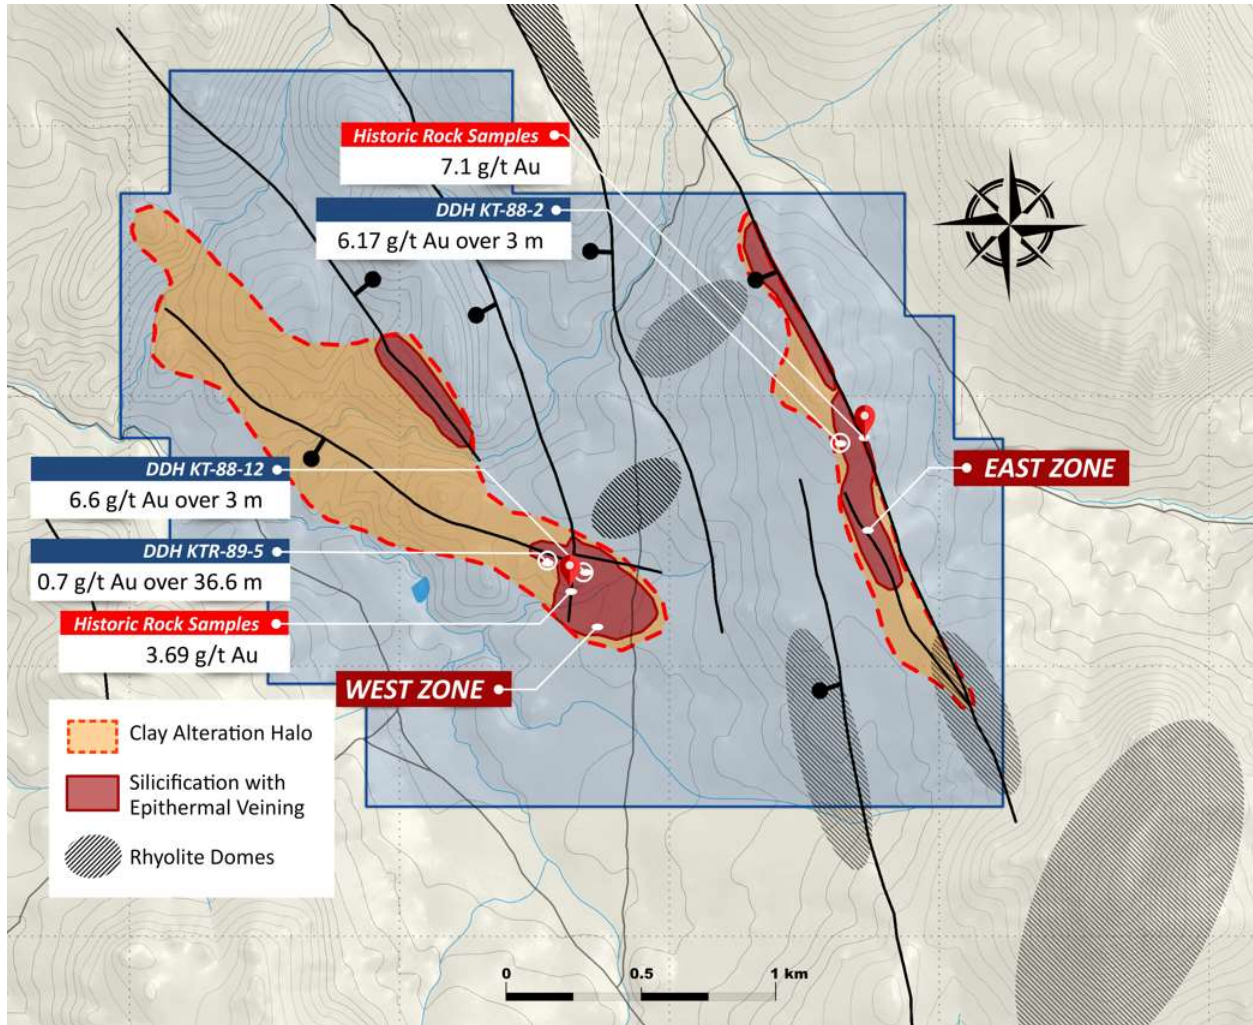 Historic Rock Samples
7.1 g/t Au
DDH KT-88-2
6.17 g/t Au over 3 m
EAST ZONE
DDH KT-88-12
6.6 g/t Au over 3 m
DDH KTR-89-5
0.7 g/t Au over 36.6 m
Historic Rock Samples
3.69 g/t Au
WEST ZONE
Clay Alteration Halo
Silicification with
Epithermal Veining
Rhyolite Domes
0 0.5 1 km